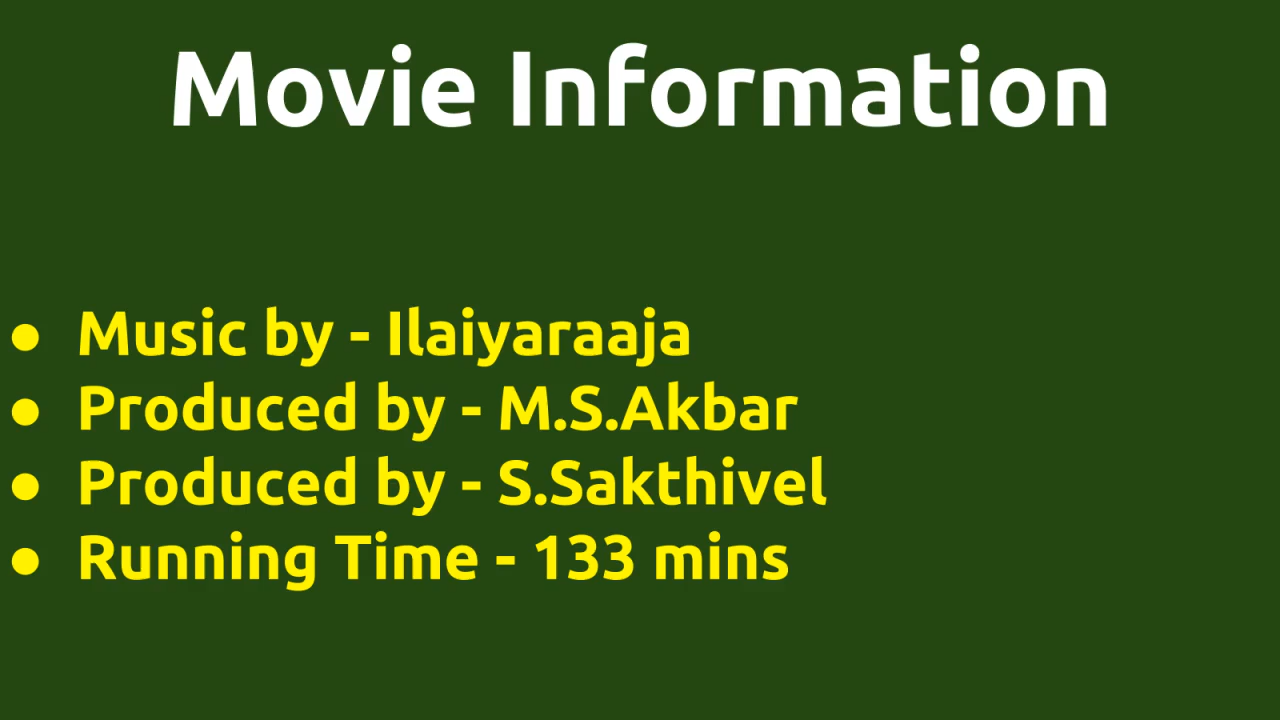 Movie Information
● Music by - Ilaiyaraaja
● Produced by - M.S.Akbar
● Produced by - S.Sakthivel
● Running Time - 133 mins